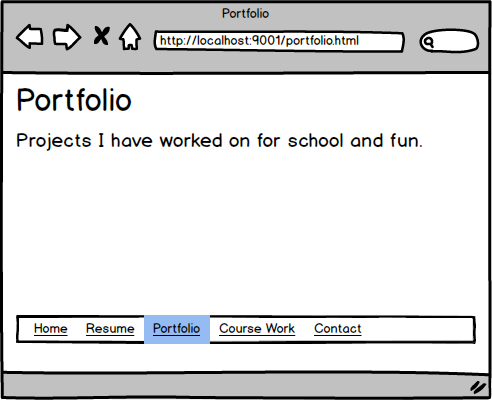 Portfolio
http://localhost:9001/portfolio.html
Portfolio
Projects I have worked on for school and fun.
Home Resume Portfolio Course Work Contact